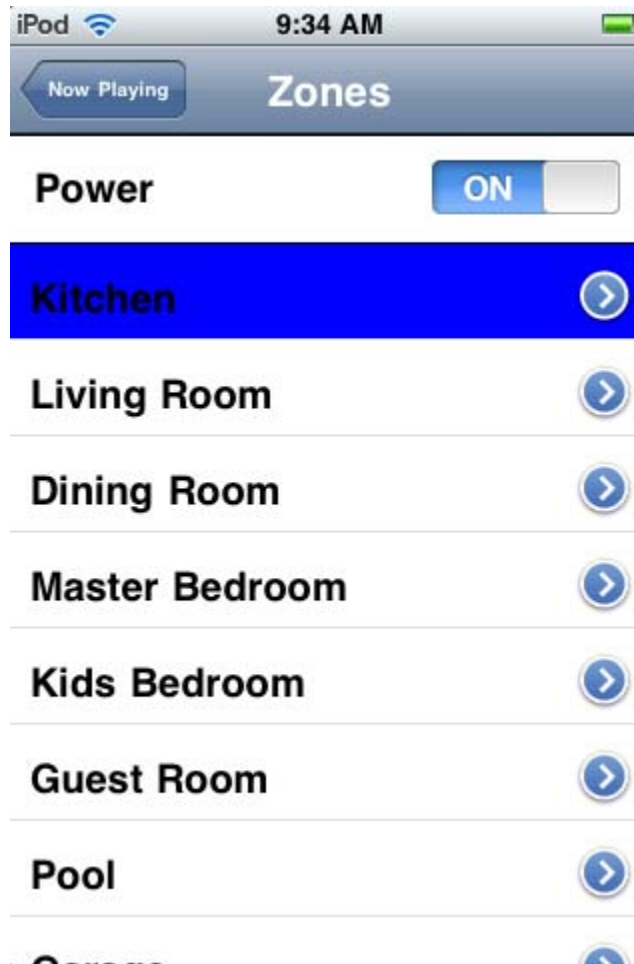 iPod 9:34 AM
Now Playing Zones
Power ON
Kitchen
Living Room
Dining Room
Master Bedroom
Kids Bedroom
Guest Room
Pool
Garage